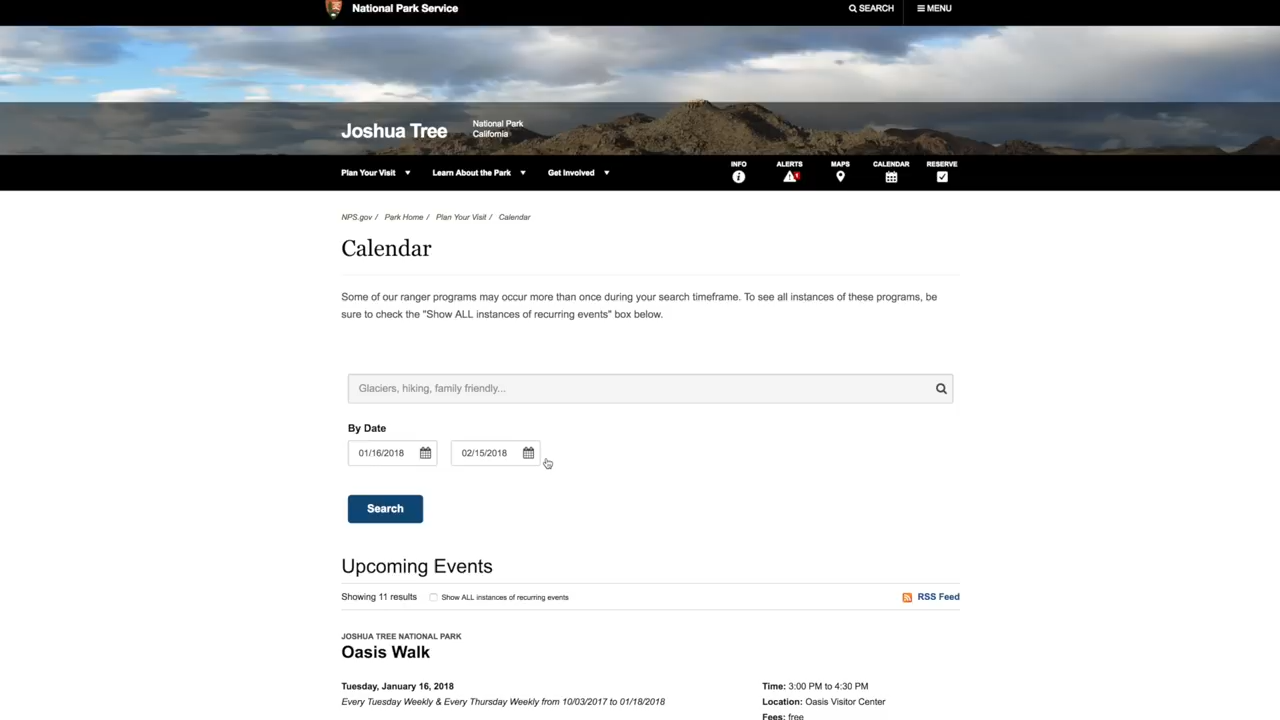 National Park Service
SEARCH
MENU
Joshua Tree
National Park
California
Plan Your Visit
Learn About the Park
Get Involved
INFO
ALERTS
MAPS
CALENDAR
RESERVE
NPS.gov / Park Home / Plan Your Visit / Calendar
Calendar
Some of our ranger programs may occur more than once during your search timeframe. To see all instances of these programs, be
sure to check the "Show ALL instances of recurring events" box below.
Glaciers, hiking, family friendly...
By Date
01/16/2018
02/15/2018
Search
Upcoming Events
Showing 11 results
Show ALL instances of recurring events
RSS Feed
JOSHUA TREE NATIONAL PARK
Oasis Walk
Tuesday, January 16, 2018
Every Tuesday Weekly & Every Thursday Weekly from 10/03/2017 to 01/18/2018
Time: 3:00 PM to 4:30 PM
Location: Oasis Visitor Center
Fees: free